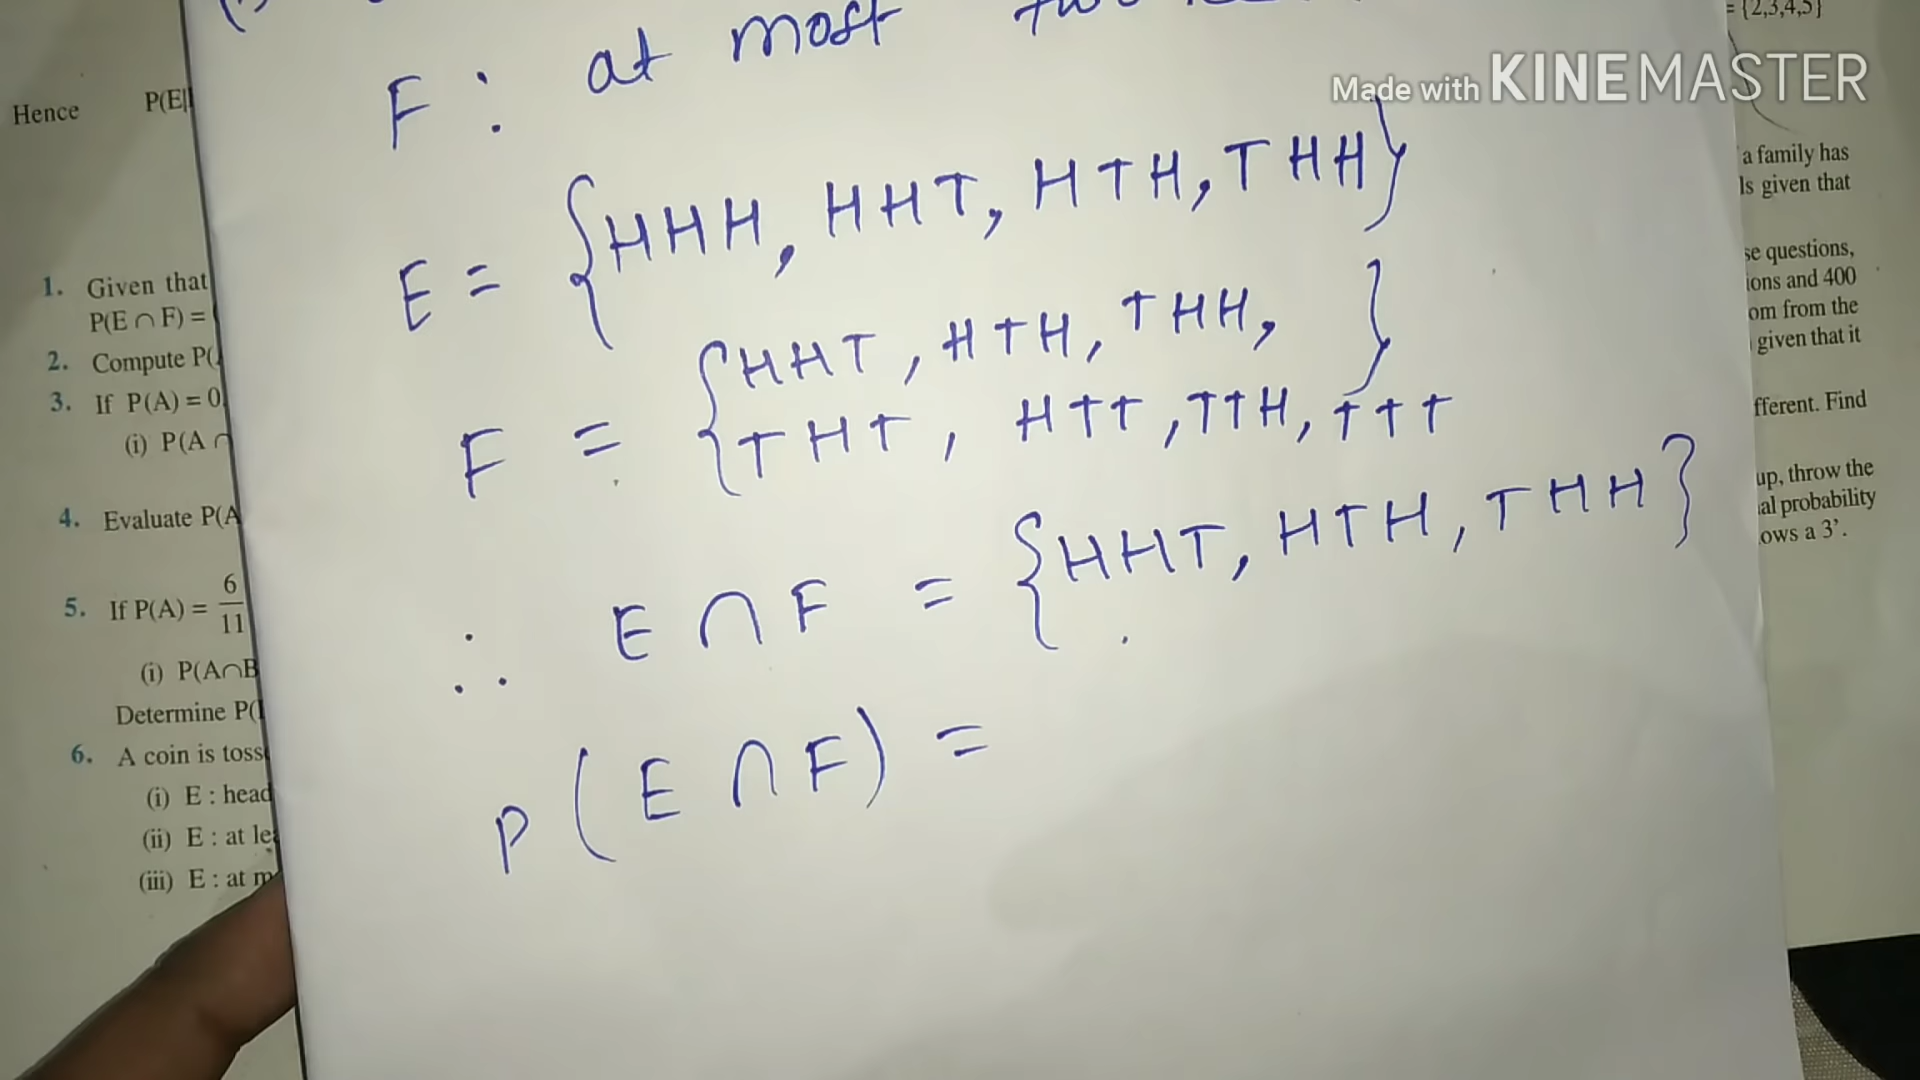 F : at most
= {2,3,4,5}
Made with KINEMASTER
Hence P(E|
E = {HHH, HHT, HTH, THH}
F = {HHT, HTH, THH,
THT, HTT, TTH, TTT}
∴ E ∩ F = {HHT, HTH, THH}
P(E ∩ F) =
1. Given that
P(E ∩ F) =
2. Compute P(
3. If P(A) = 0
(i) P(A ∩
4. Evaluate P(A
5. If P(A) = 6/11
(i) P(A∩B
Determine P(
6. A coin is toss
(i) E : head
(ii) E : at le
(iii) E : at m
a family has
ls given that
se questions,
ions and 400
om from the
given that it
fferent. Find
up, throw the
al probability
ows a 3’.